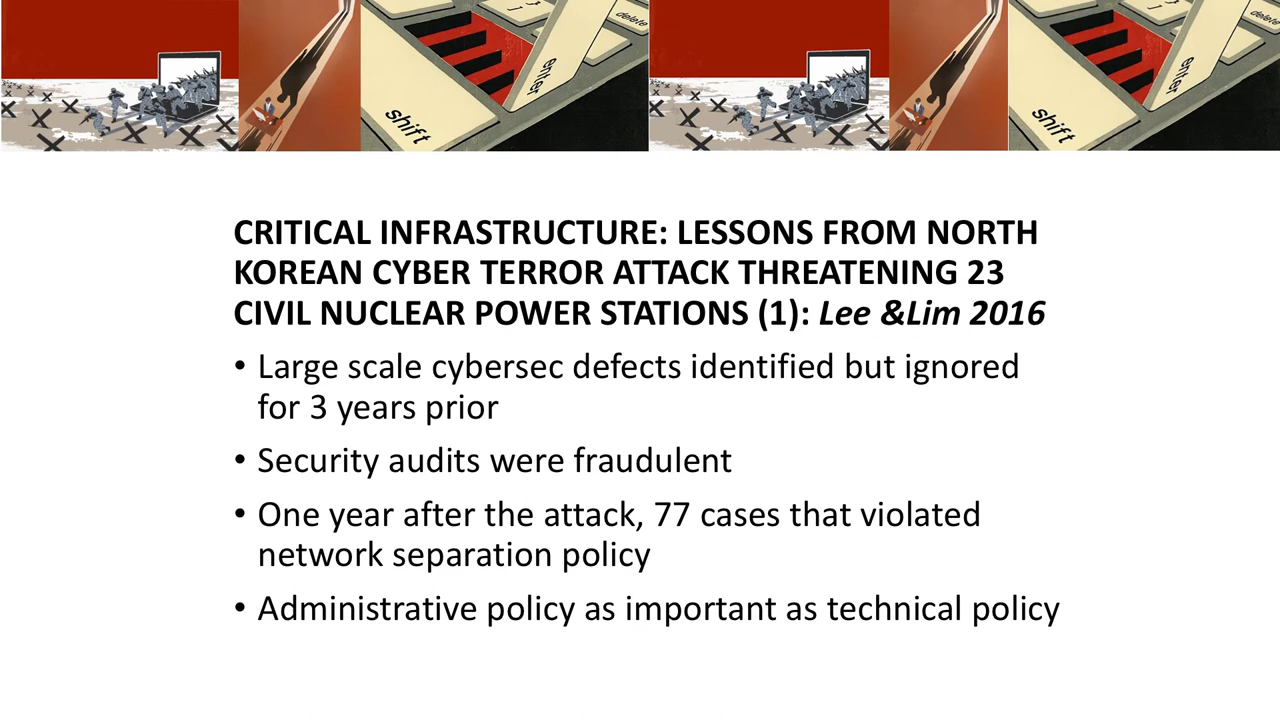 shift
enter
delete
shift
enter
delete
CRITICAL INFRASTRUCTURE: LESSONS FROM NORTH
KOREAN CYBER TERROR ATTACK THREATENING 23
CIVIL NUCLEAR POWER STATIONS (1): Lee &Lim 2016
• Large scale cybersec defects identified but ignored
for 3 years prior
• Security audits were fraudulent
• One year after the attack, 77 cases that violated
network separation policy
• Administrative policy as important as technical policy